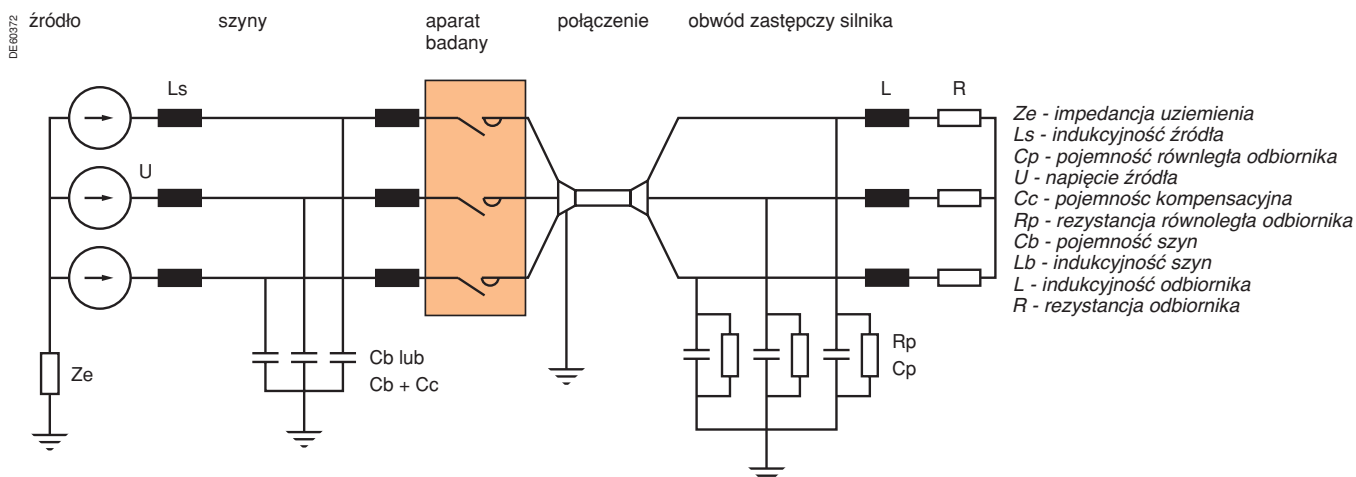 DE60372
źródło
szyny
aparat
badany
połączenie
obwód zastępczy silnika
Ls
L
R
U
Ze
Cb lub
Cb + Cc
Rp
Cp
Ze - impedancja uziemienia
Ls - indukcyjność źródła
Cp - pojemność równległa odbiornika
U - napięcie źródła
Cc - pojemnośc kompensacyjna
Rp - rezystancja równoległa odbiornika
Cb - pojemność szyn
Lb - indukcyjność szyn
L - indukcyjność odbiornika
R - rezystancja odbiornika